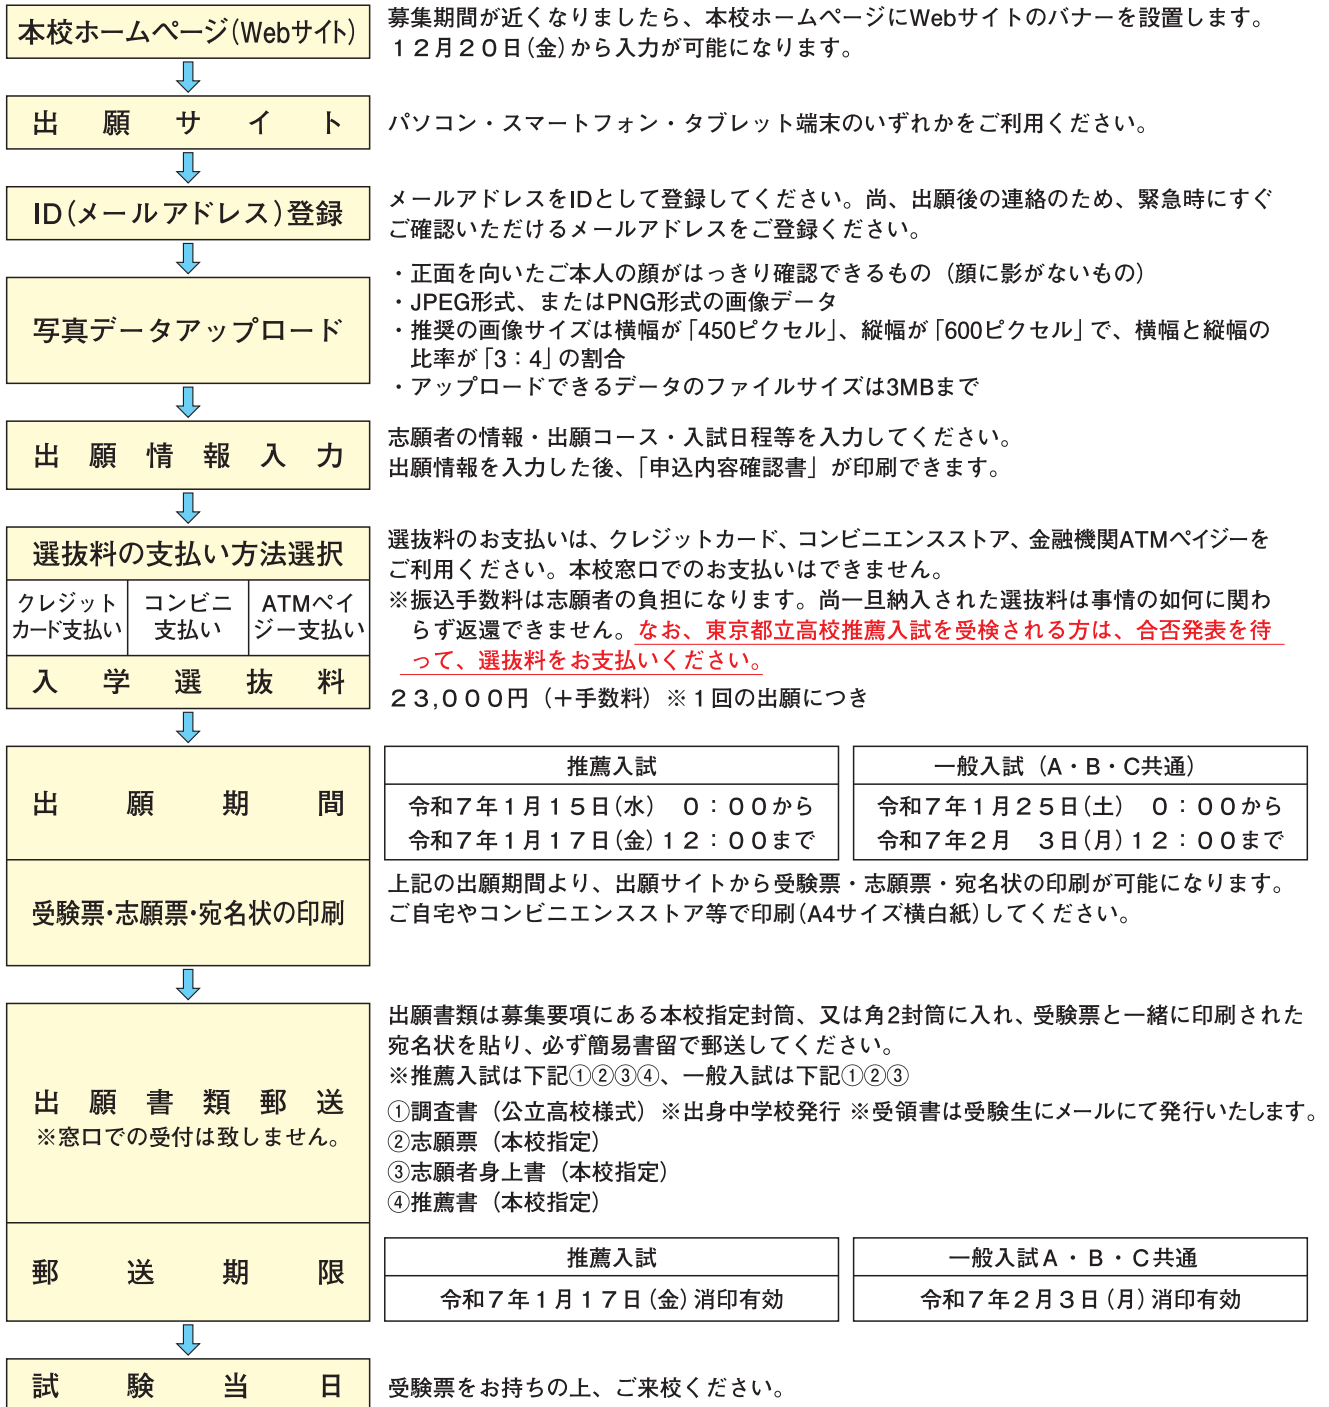 本校ホームページ(Webサイト)
募集期間が近くなりましたら、本校ホームページにWebサイトのバナーを設置します。
１２月２０日(金)から入力が可能になります。
出願サイト
パソコン・スマートフォン・タブレット端末のいずれかをご利用ください。
ID(メールアドレス)登録
メールアドレスをIDとして登録してください。尚、出願後の連絡のため、緊急時にすぐ
ご確認いただけるメールアドレスをご登録ください。
写真データアップロード
・正面を向いたご本人の顔がはっきり確認できるもの（顔に影がないもの）
・JPEG形式、またはPNG形式の画像データ
・推奨の画像サイズは横幅が「450ピクセル」、縦幅が「600ピクセル」で、横幅と縦幅の
比率が「3：4」の割合
・アップロードできるデータのファイルサイズは3MBまで
出願情報入力
志願者の情報・出願コース・入試日程等を入力してください。
出願情報を入力した後、「申込内容確認書」が印刷できます。
選抜料の支払い方法選択
クレジット
カード支払い
コンビニ
支払い
ATMペイ
ジー支払い
入学選抜料
選抜料のお支払いは、クレジットカード、コンビニエンスストア、金融機関ATMペイジーを
ご利用ください。本校窓口でのお支払いはできません。
※振込手数料は志願者の負担になります。尚一旦納入された選抜料は事情の如何に関わ
らず返還できません。なお、東京都立高校推薦入試を受検される方は、合否発表を待
って、選抜料をお支払いください。
２３,０００円（＋手数料）※１回の出願につき
出願期間
推薦入試
令和７年１月１５日(水)　０：００から
令和７年１月１７日(金)１２：００まで
一般入試（A・B・C共通）
令和７年１月２５日(土)　０：００から
令和７年２月　３日(月)１２：００まで
受験票・志願票・宛名状の印刷
上記の出願期間より、出願サイトから受験票・志願票・宛名状の印刷が可能になります。
ご自宅やコンビニエンスストア等で印刷(A4サイズ横白紙)してください。
出願書類郵送
※窓口での受付は致しません。
出願書類は募集要項にある本校指定封筒、又は角2封筒に入れ、受験票と一緒に印刷された
宛名状を貼り、必ず簡易書留で郵送してください。
※推薦入試は下記①②③④、一般入試は下記①②③
①調査書（公立高校様式）※出身中学校発行 ※受領書は受験生にメールにて発行いたします。
②志願票（本校指定）
③志願者身上書（本校指定）
④推薦書（本校指定）
郵送期限
推薦入試
令和７年１月１７日(金)消印有効
一般入試A・B・C共通
令和７年２月３日(月)消印有効
試験当日
受験票をお持ちの上、ご来校ください。